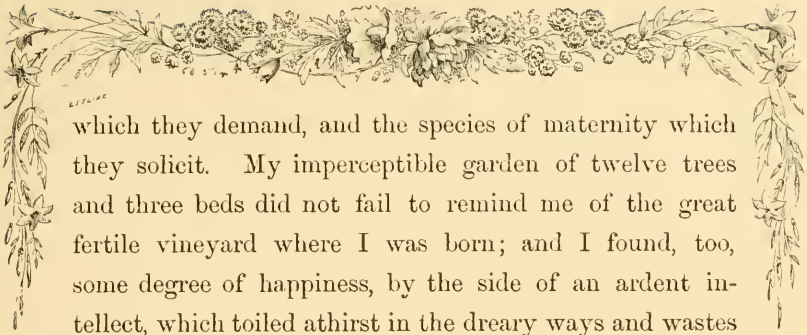 which they demand, and the species of maternity which
they solicit. My imperceptible garden of twelve trees
and three beds did not fail to remind me of the great
fertile vineyard where I was born; and I found, too,
some degree of happiness, by the side of an ardent in-
tellect, which toiled athirst in the dreary ways and wastes